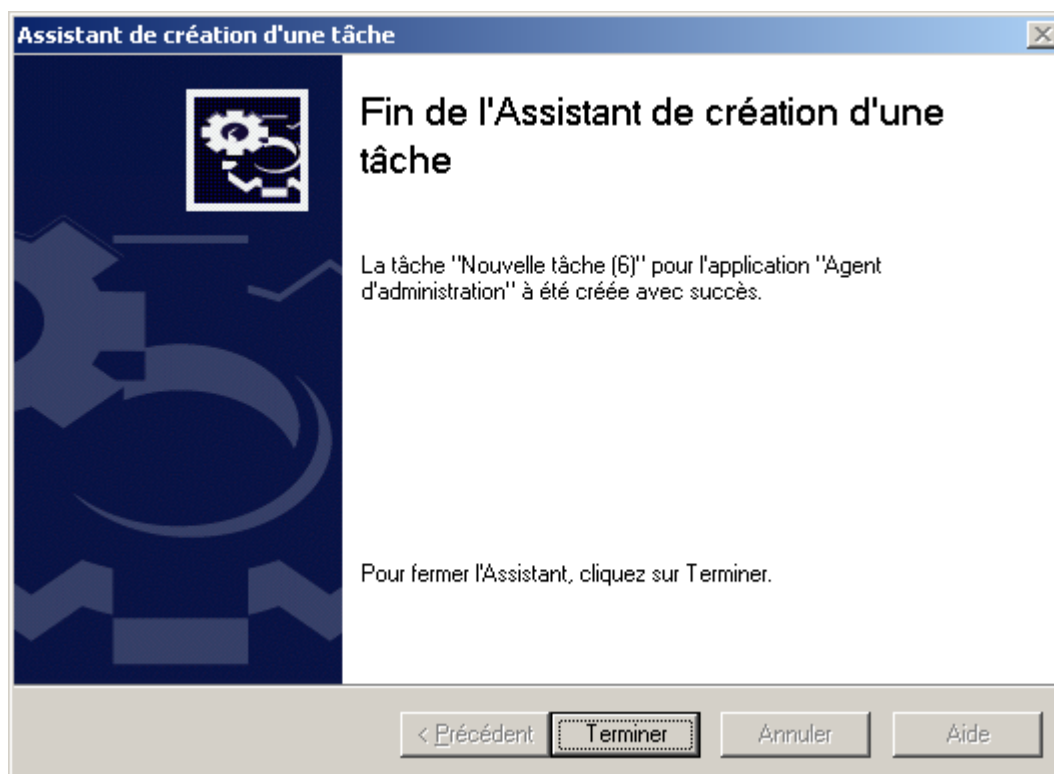 Assistant de création d'une tâche
Fin de l'Assistant de création d'une
tâche
La tâche "Nouvelle tâche (6)" pour l'application "Agent
d'administration" à été créée avec succès.
Pour fermer l'Assistant, cliquez sur Terminer.
< Précédent
Terminer
Annuler
Aide